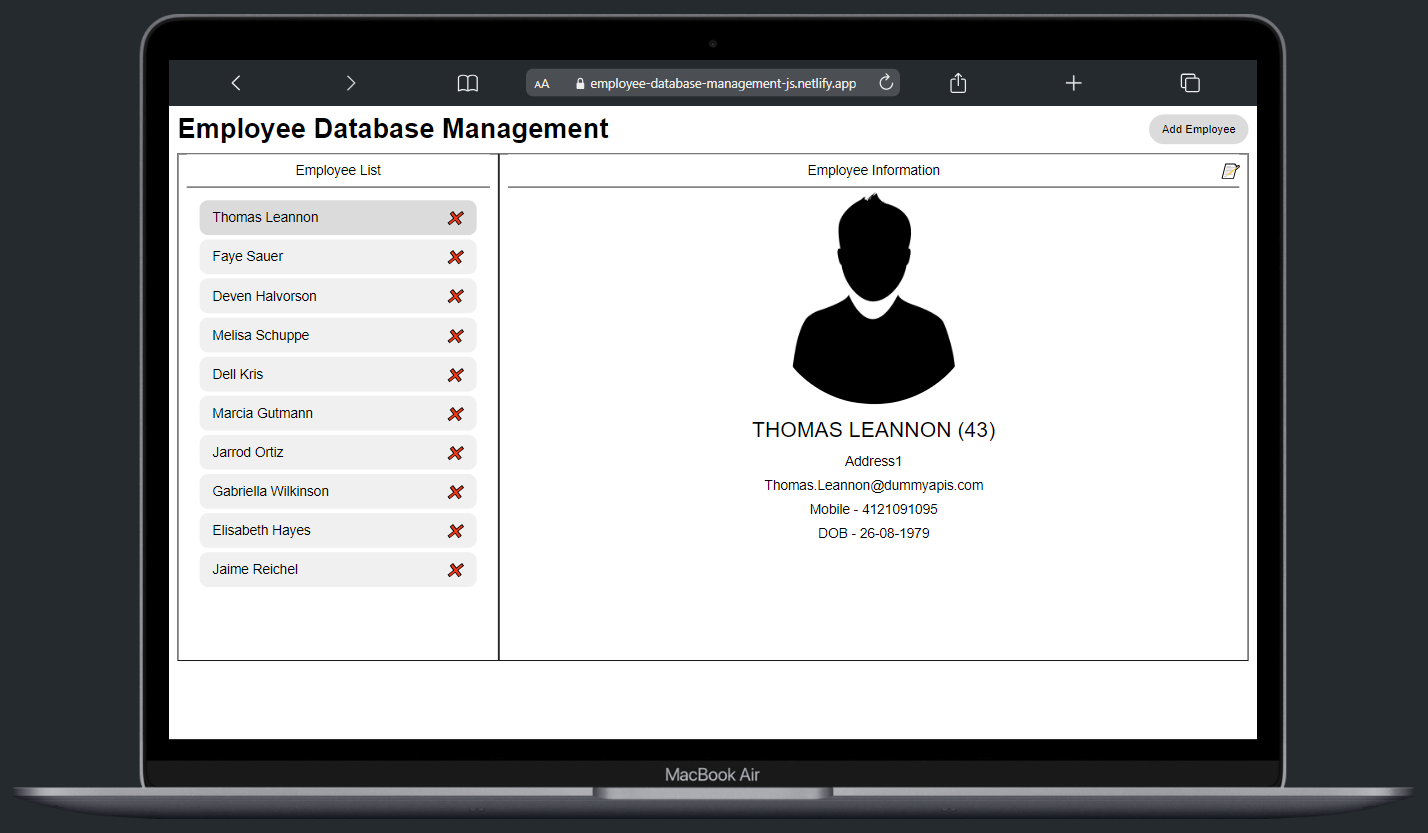 AA employee-database-management-js.netlify.app
Employee Database Management
Add Employee
Employee List
Thomas Leannon
Faye Sauer
Deven Halvorson
Melisa Schuppe
Dell Kris
Marcia Gutmann
Jarrod Ortiz
Gabriella Wilkinson
Elisabeth Hayes
Jaime Reichel
Employee Information
THOMAS LEANNON (43)
Address1
Thomas.Leannon@dummyapis.com
Mobile - 4121091095
DOB - 26-08-1979
MacBook Air